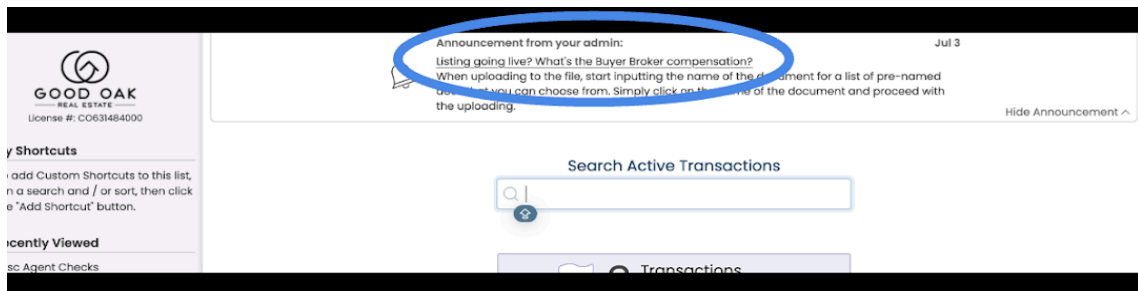 GOOD OAK
REAL ESTATE
License #: CO631484000
y Shortcuts
add Custom Shortcuts to this list,
n a search and / or sort, then click
e "Add Shortcut" button.
ecently Viewed
sc Agent Checks
Announcement from your admin:
Jul 3
Listing going live? What's the Buyer Broker compensation?
When uploading to the file, start inputting the name of the document for a list of pre-named
you can choose from. Simply click on of the document and proceed with
the uploading.
Hide Announcement
Search Active Transactions
Transactions